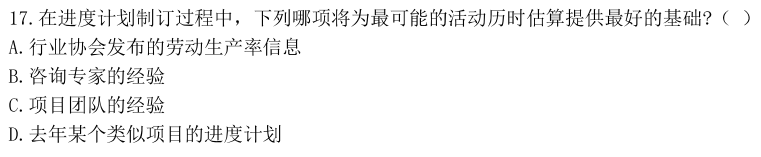 17.在进度计划制订过程中，下列哪项将为最可能的活动历时估算提供最好的基础?（ ）
A.行业协会发布的劳动生产率信息
B.咨询专家的经验
C.项目团队的经验
D.去年某个类似项目的进度计划